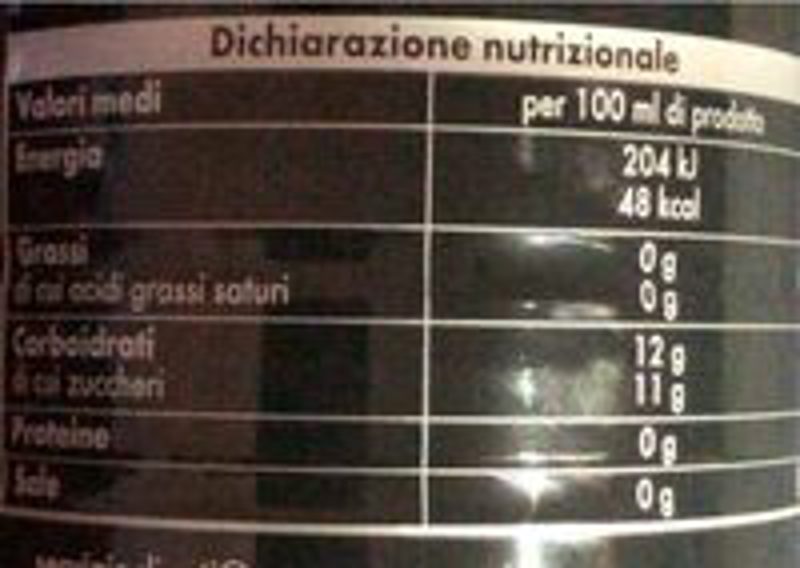 Dichiarazione nutrizionale
Valori medi per 100 ml di prodotto
Energia 204 kJ
48 kcal
Grassi 0 g
di cui acidi grassi saturi 0 g
Carboidrati 12 g
di cui zuccheri 11 g
Proteine 0 g
Sale 0 g